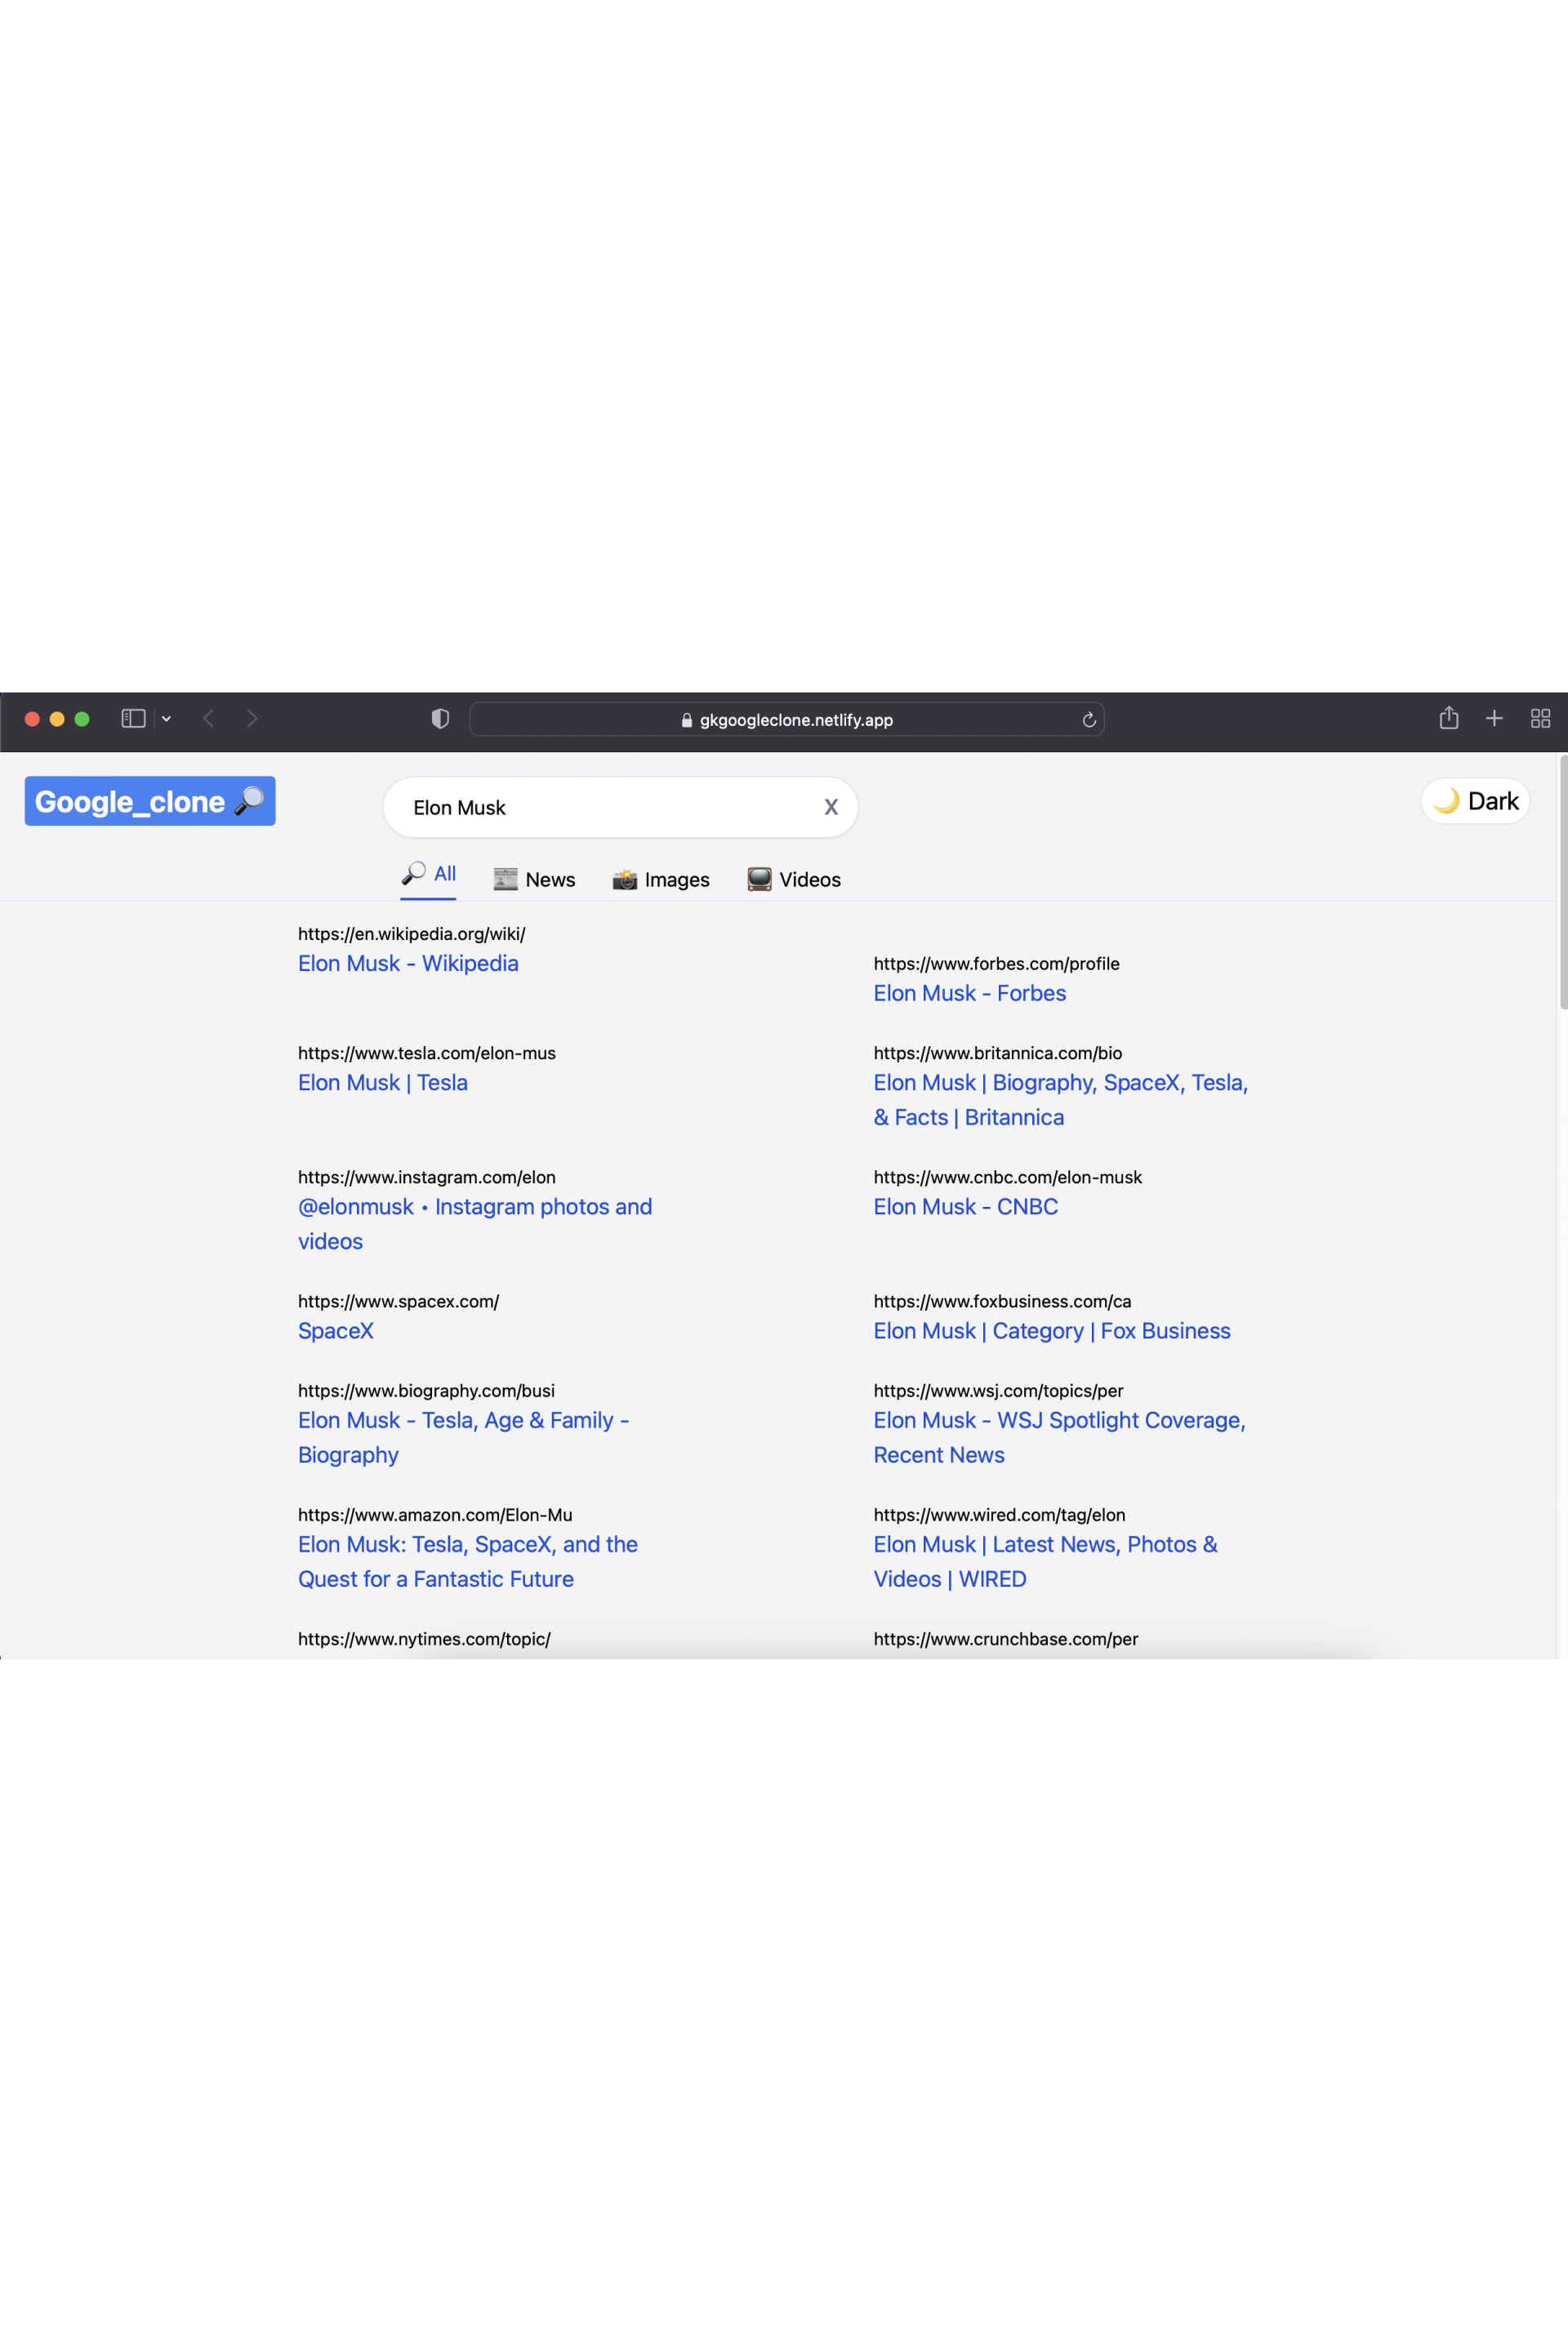 gkgoogleclone.netlify.app
Google_clone
Elon Musk
X
Dark
All
News
Images
Videos
https://en.wikipedia.org/wiki/
Elon Musk - Wikipedia
https://www.forbes.com/profile
Elon Musk - Forbes
https://www.tesla.com/elon-mus
Elon Musk | Tesla
https://www.britannica.com/bio
Elon Musk | Biography, SpaceX, Tesla,
& Facts | Britannica
https://www.instagram.com/elon
@elonmusk • Instagram photos and
videos
https://www.cnbc.com/elon-musk
Elon Musk - CNBC
https://www.spacex.com/
SpaceX
https://www.foxbusiness.com/ca
Elon Musk | Category | Fox Business
https://www.biography.com/busi
Elon Musk - Tesla, Age & Family -
Biography
https://www.wsj.com/topics/per
Elon Musk - WSJ Spotlight Coverage,
Recent News
https://www.amazon.com/Elon-Mu
Elon Musk: Tesla, SpaceX, and the
Quest for a Fantastic Future
https://www.wired.com/tag/elon
Elon Musk | Latest News, Photos &
Videos | WIRED
https://www.nytimes.com/topic/
https://www.crunchbase.com/per